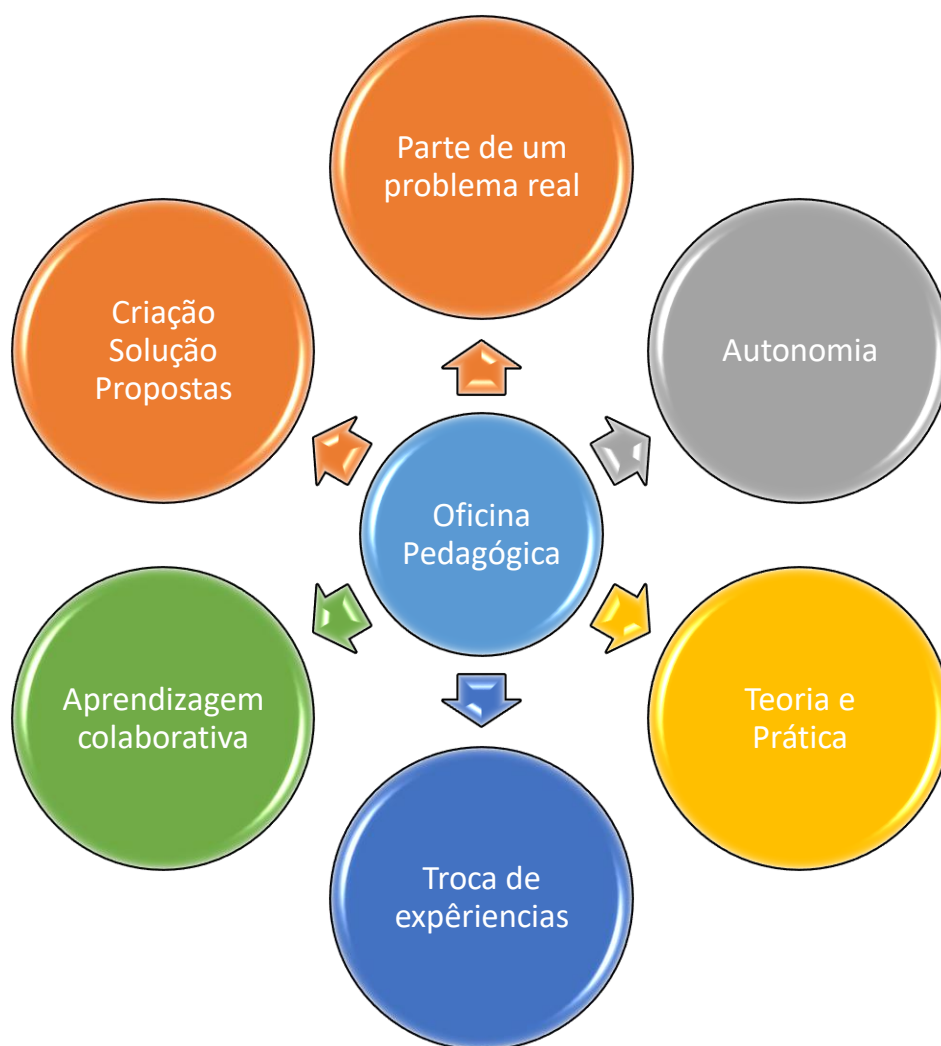 Parte de um
problema real
Criação
Solução
Propostas
Autonomia
Oficina
Pedagógica
Aprendizagem
colaborativa
Teoria e
Prática
Troca de
expêriencias